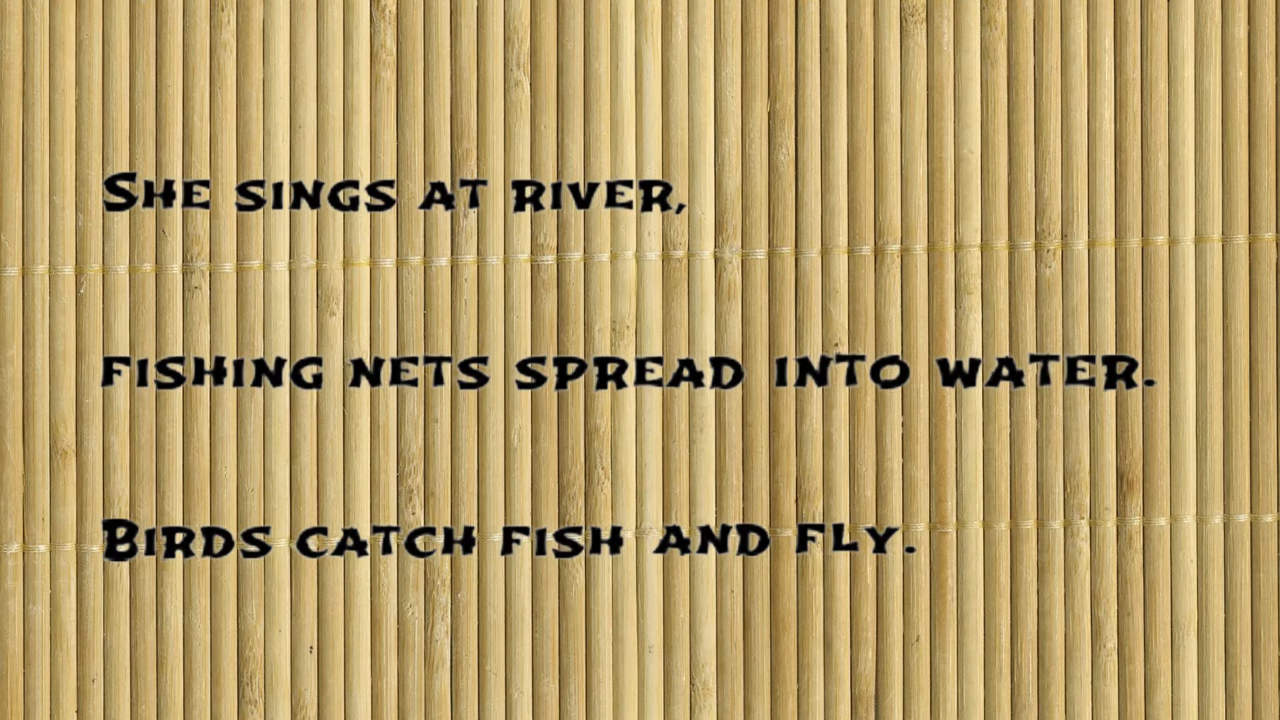 She sings at river,
fishing nets spread into water.
Birds catch fish and fly.